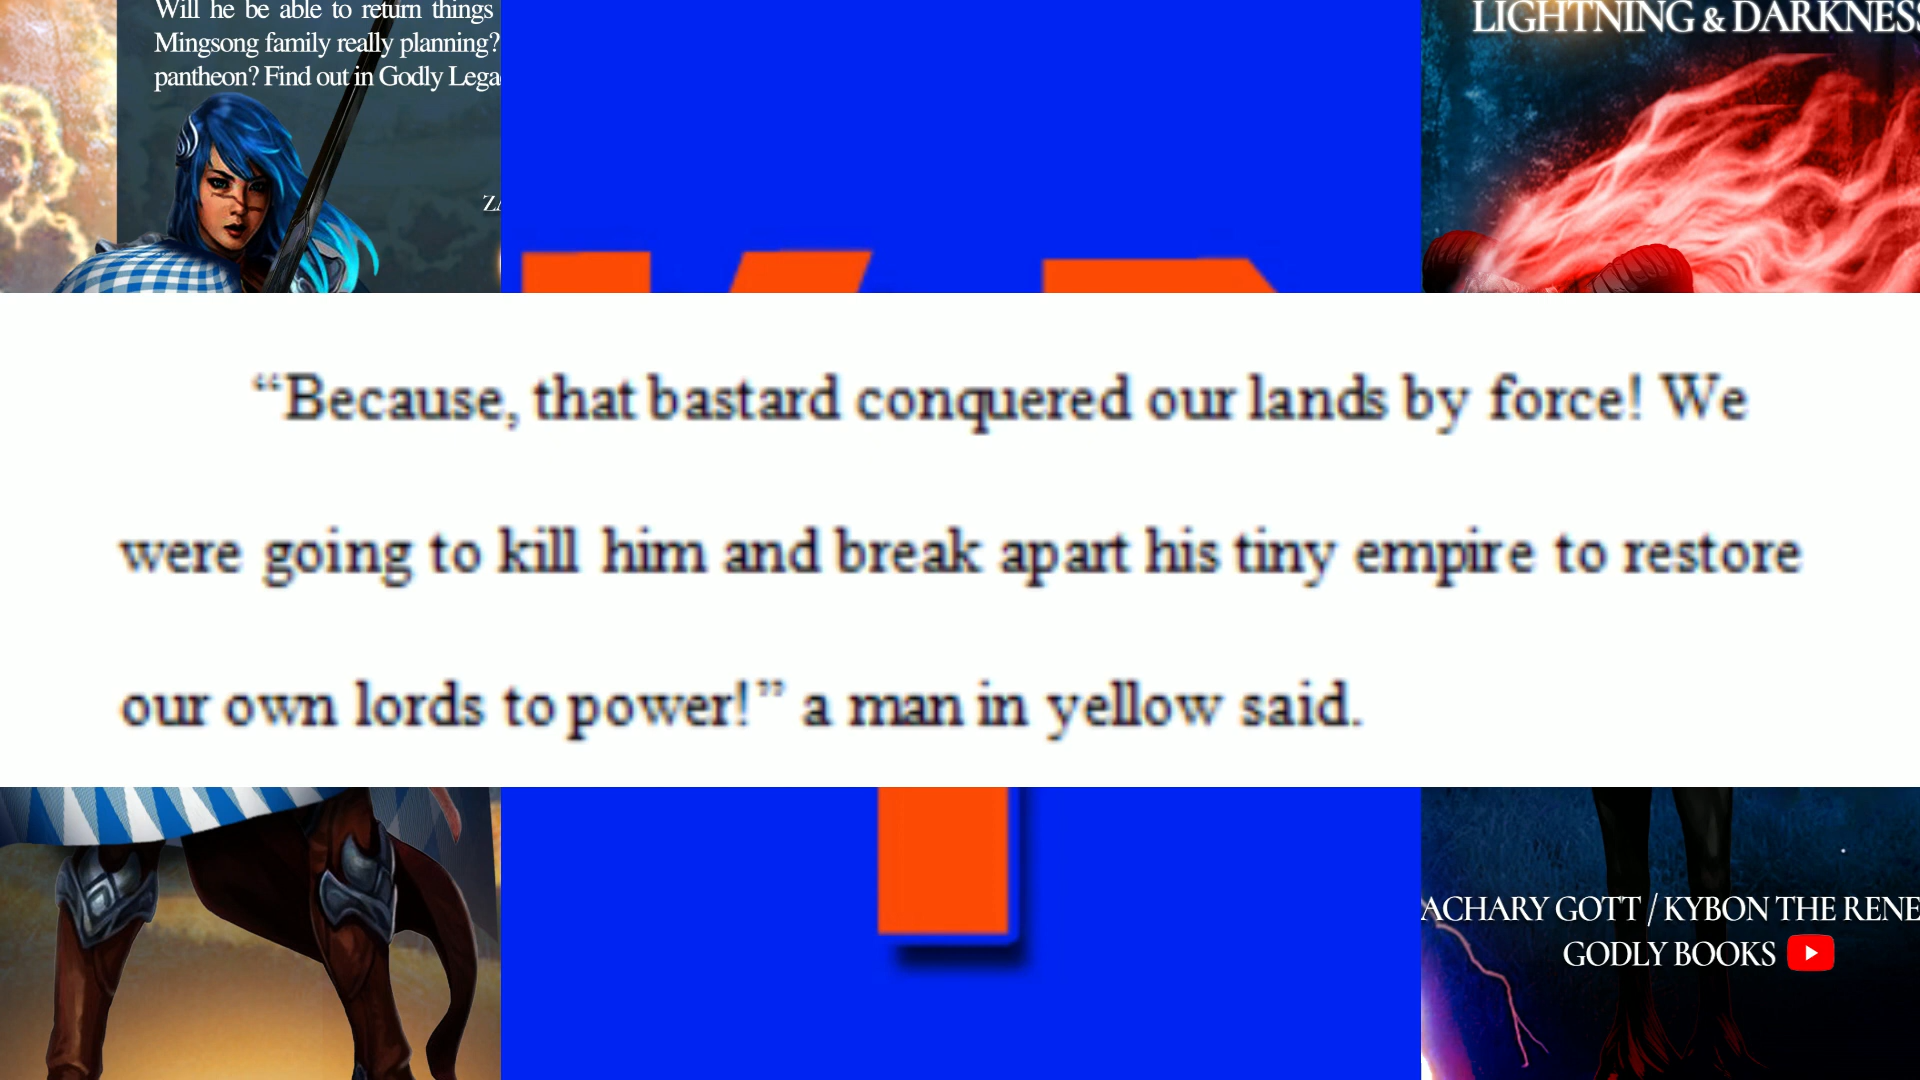 Will he be able to return things
Mingsong family really planning?
pantheon? Find out in Godly Lega
ZA
LIGHTNING & DARKNESS
“Because, that bastard conquered our lands by force! We
were going to kill him and break apart his tiny empire to restore
our own lords to power!” a man in yellow said.
ACHARY GOTT / KYBON THE RENE
GODLY BOOKS